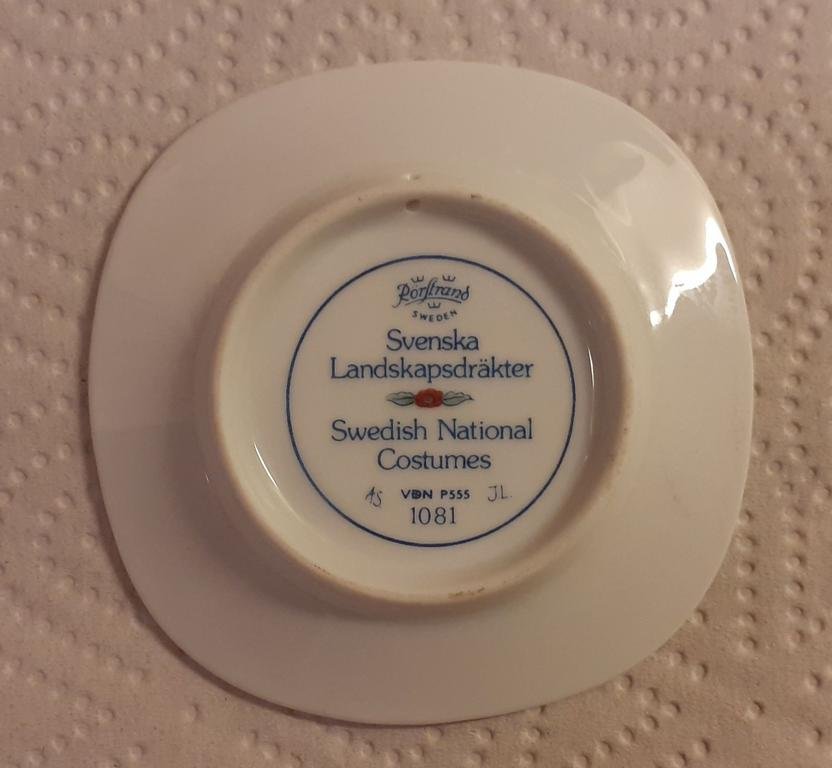 Rörstrand
SWEDEN
Svenska
Landskapsdräkter
Swedish National
Costumes
AS VDN P555 JL.
1081